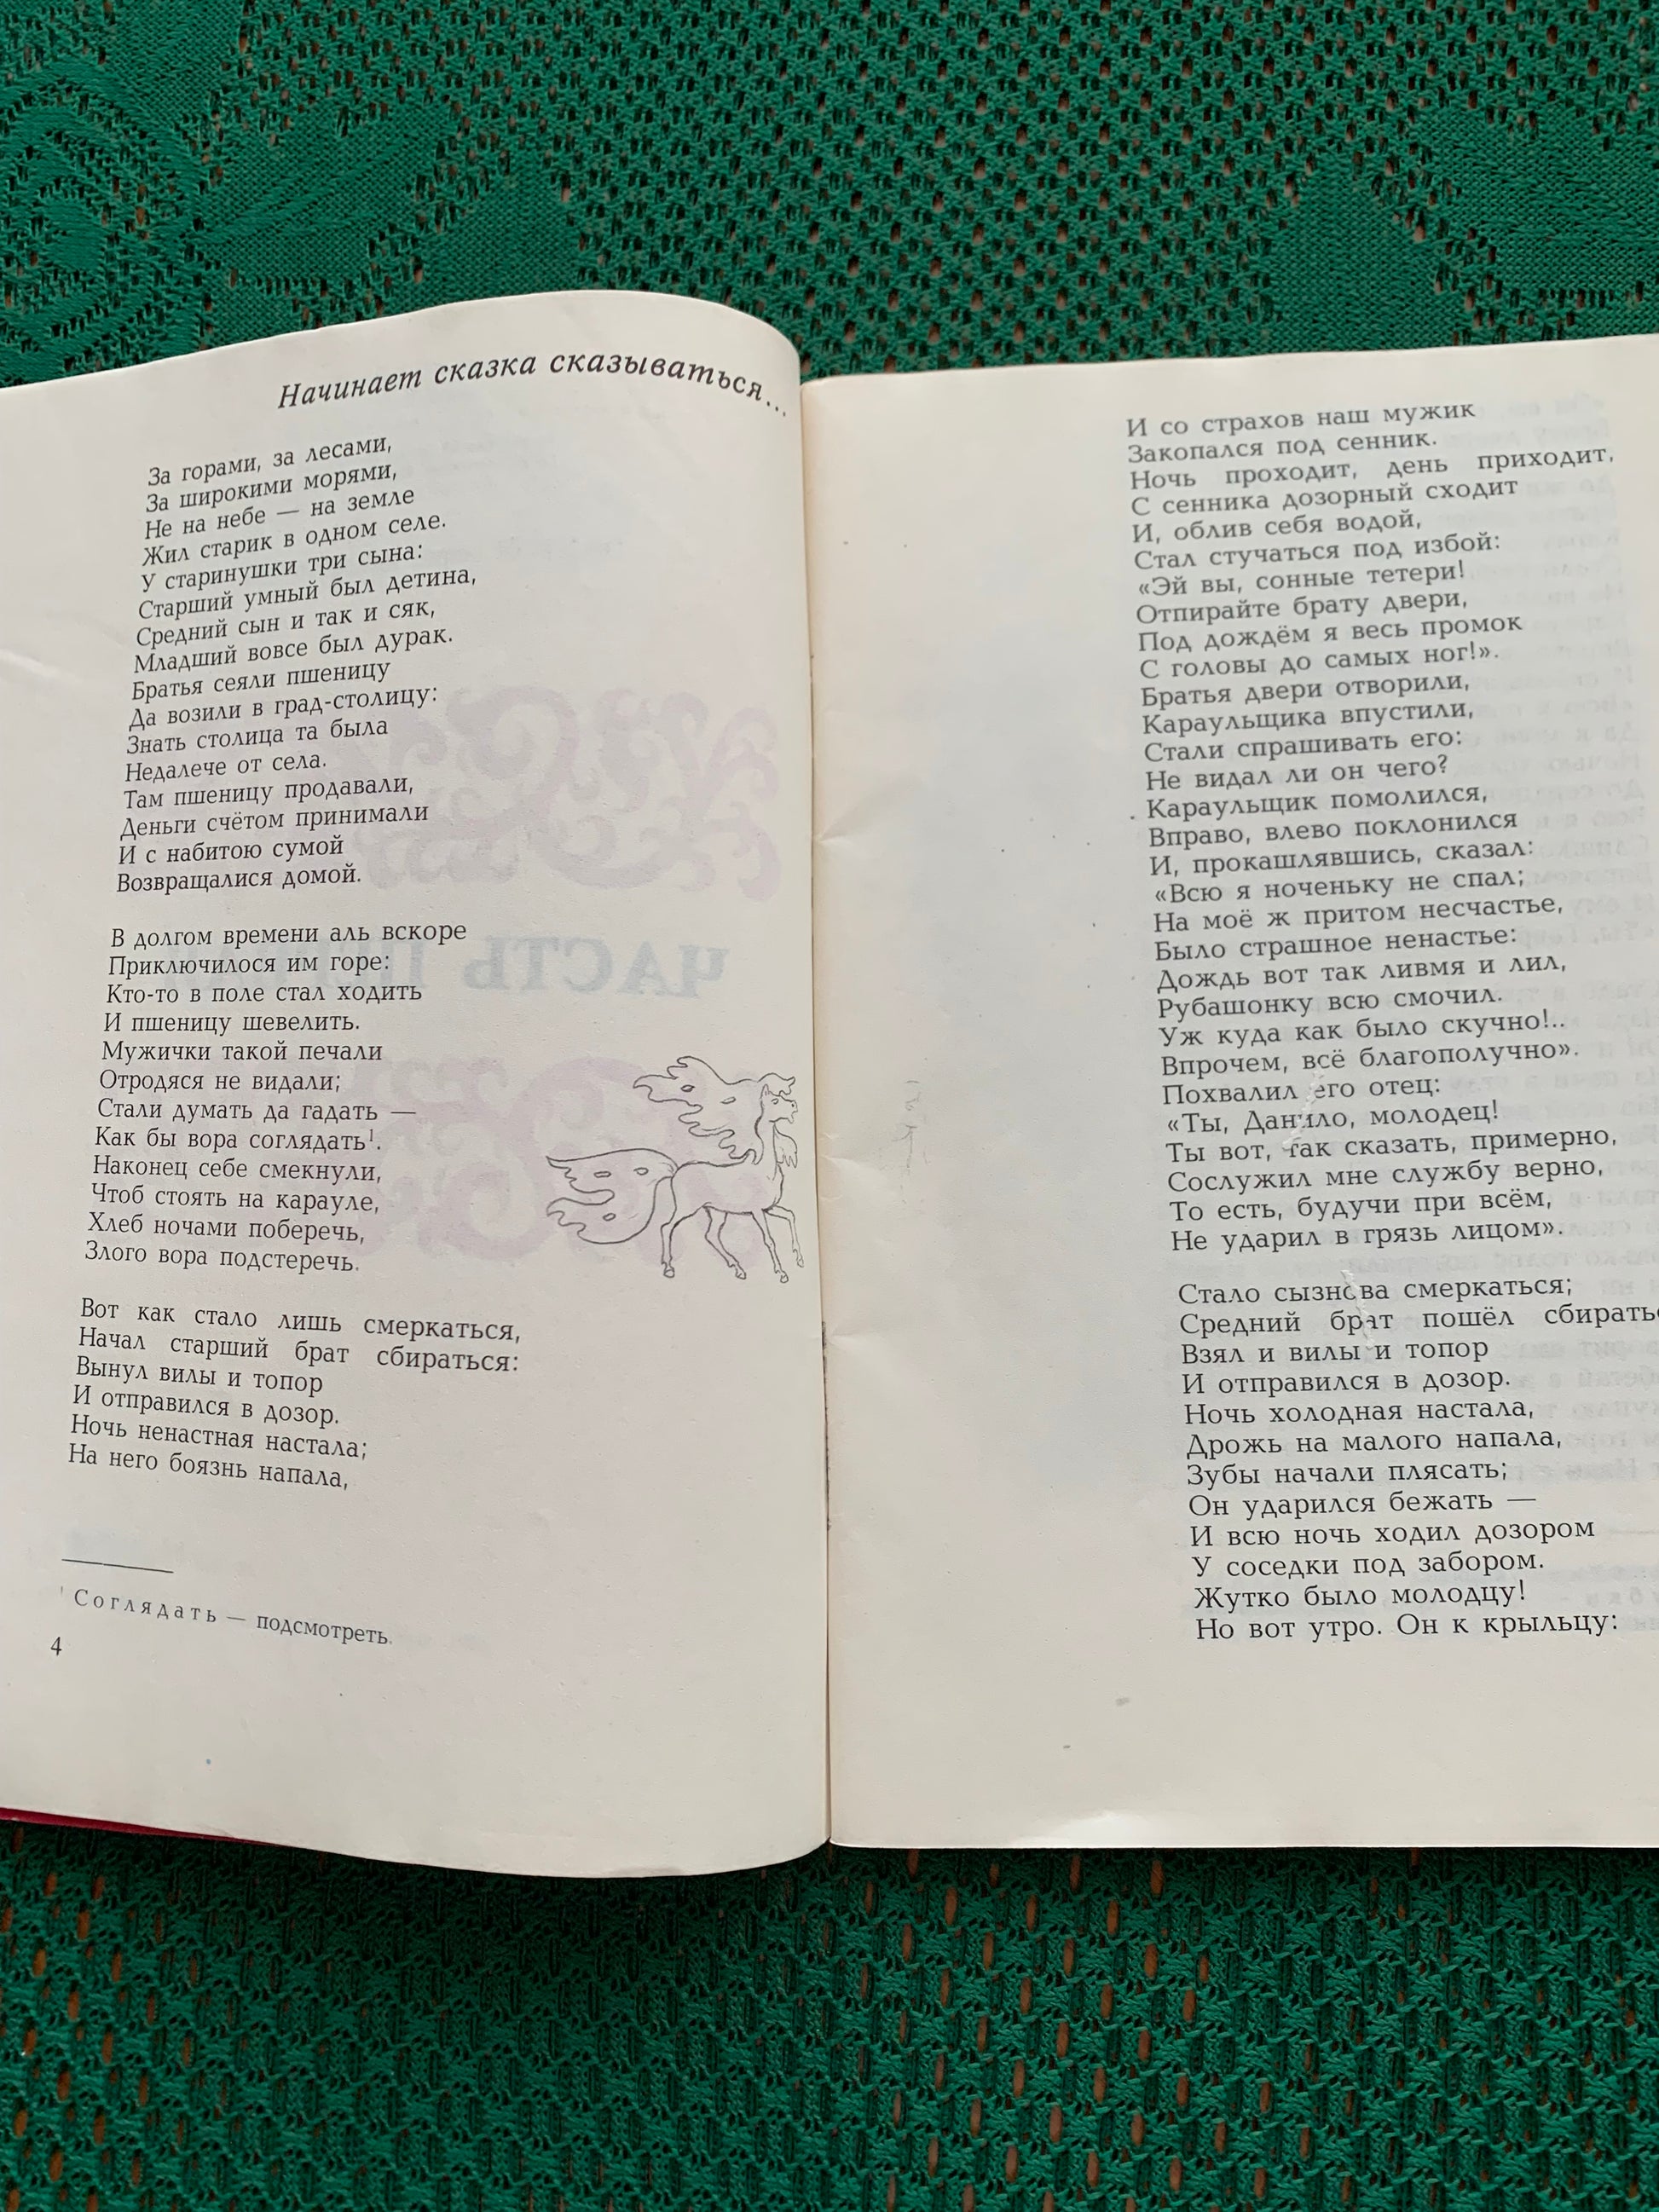 Начинает сказка сказываться...
За горами, за лесами,
За широкими морями,
Не на небе — на земле
Жил старик в одном селе.
У старинушки три сына:
Старший умный был детина,
Средний сын и так и сяк,
Младший вовсе был дурак.
Братья сеяли пшеницу
Да возили в град-столицу:
Знать столица та была
Недалече от села.
Там пшеницу продавали,
Деньги счётом принимали
И с набитою сумой
Возвращалися домой.
В долгом времени аль вскоре
Приключилося им горе:
Кто-то в поле стал ходить
И пшеницу шевелить.
Мужички такой печали
Отродяся не видали;
Стали думать да гадать —
Как бы вора соглядать¹.
Наконец себе смекнули,
Чтоб стоять на карауле,
Хлеб ночами поберечь,
Злого вора подстеречь.
Вот как стало лишь смеркаться,
Начал старший брат сбираться:
Вынул вилы и топор
И отправился в дозор.
Ночь ненастная настала;
На него боязнь напала,
¹ Соглядать — подсмотреть.
4
И со страхов наш мужик
Закопался под сенник.
Ночь проходит, день приходит,
С сенника дозорный сходит
И, облив себя водой,
Стал стучаться под избой:
«Эй вы, сонные тетери!
Отпирайте брату двери,
Под дождём я весь промок
С головы до самых ног!».
Братья двери отворили,
Караульщика впустили,
Стали спрашивать его:
Не видал ли он чего?
Караульщик помолился,
Вправо, влево поклонился
И, прокашлявшись, сказал:
«Всю я ноченьку не спал;
На моё ж притом несчастье,
Было страшное ненастье:
Дождь вот так ливмя и лил,
Рубашонку всю смочил.
Уж куда как было скучно!..
Впрочем, всё благополучно».
Похвалил его отец:
«Ты, Данило, молодец!
Ты вот, так сказать, примерно,
Сослужил мне службу верно,
То есть, будучи при всём,
Не ударил в грязь лицом».
Стало сызнова смеркаться;
Средний брат пошёл сбиратьс
Взял и вилы и топор
И отправился в дозор.
Ночь холодная настала,
Дрожь на малого напала,
Зубы начали плясать;
Он ударился бежать —
И всю ночь ходил дозором
У соседки под забором.
Жутко было молодцу!
Но вот утро. Он к крыльцу: